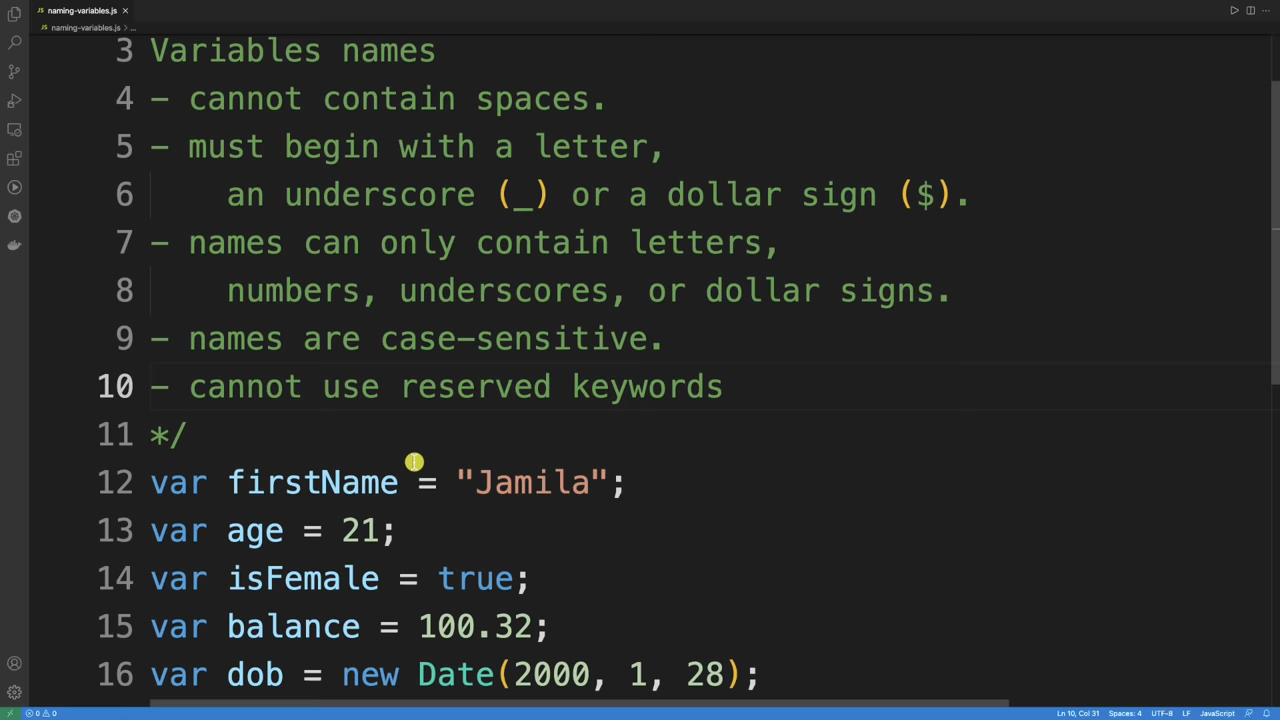 naming-variables.js
naming-variables.js > ...
3 Variables names
4 - cannot contain spaces.
5 - must begin with a letter,
6 an underscore (_) or a dollar sign ($).
7 - names can only contain letters,
8 numbers, underscores, or dollar signs.
9 - names are case-sensitive.
10 - cannot use reserved keywords
11 */
12 var firstName = "Jamila";
13 var age = 21;
14 var isFemale = true;
15 var balance = 100.32;
16 var dob = new Date(2000, 1, 28);
0 0 Ln 10, Col 31 Spaces: 4 UTF-8 LF JavaScript